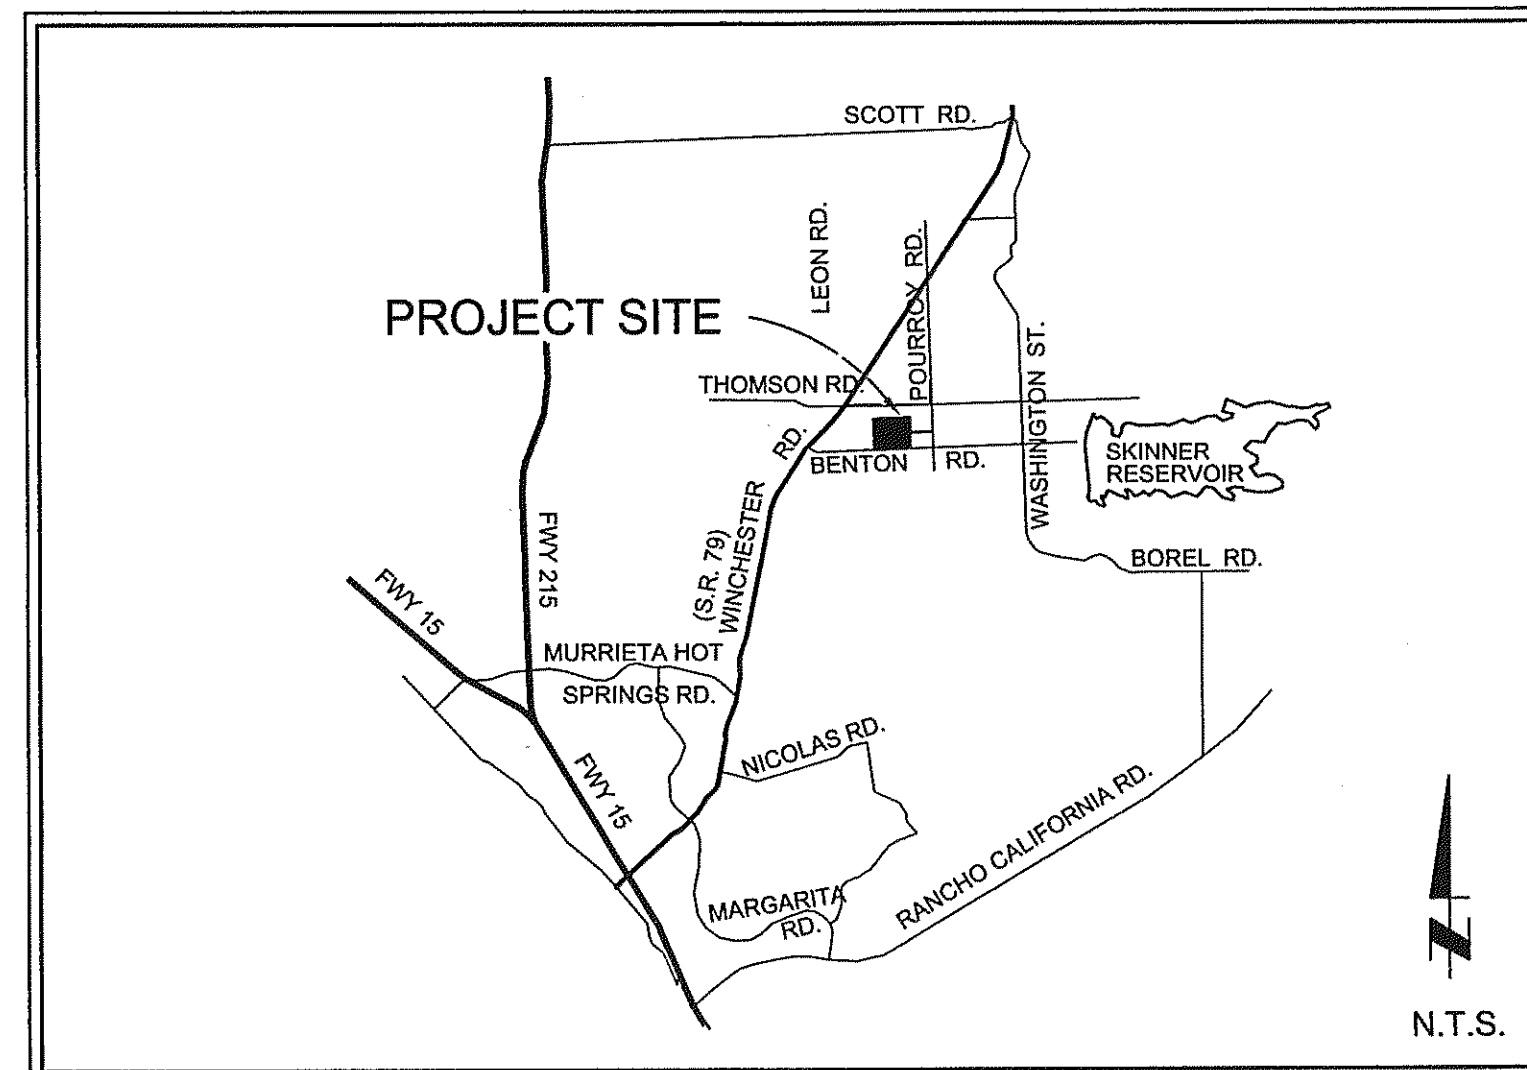 SCOTT RD.
LEON RD.
POURROY RD.
PROJECT SITE
WASHINGTON ST.
THOMSON RD.
RD.
BENTON RD.
SKINNER
RESERVOIR
(S.R. 79)
WINCHESTER
FWY 215
BOREL RD.
FWY 15
MURRIETA HOT
SPRINGS RD.
NICOLAS RD.
FWY 15
RANCHO CALIFORNIA RD.
MARGARITA
RD.
N
N.T.S.